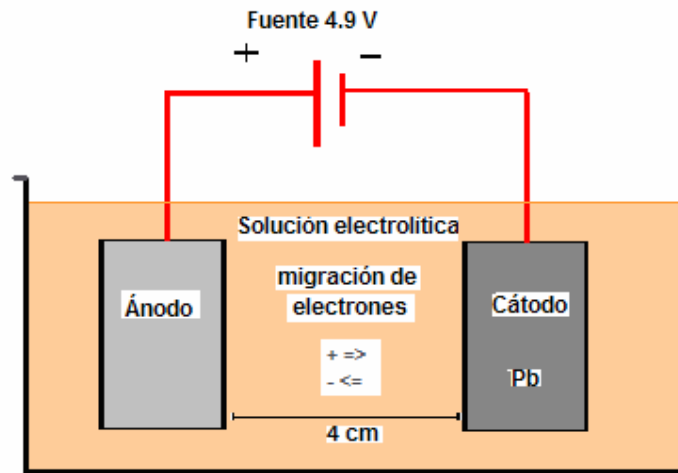 Fuente 4.9 V
+ −
Solución electrolítica
migración de
electrones
Ánodo
Cátodo
+ =>
- <=
Pb
4 cm